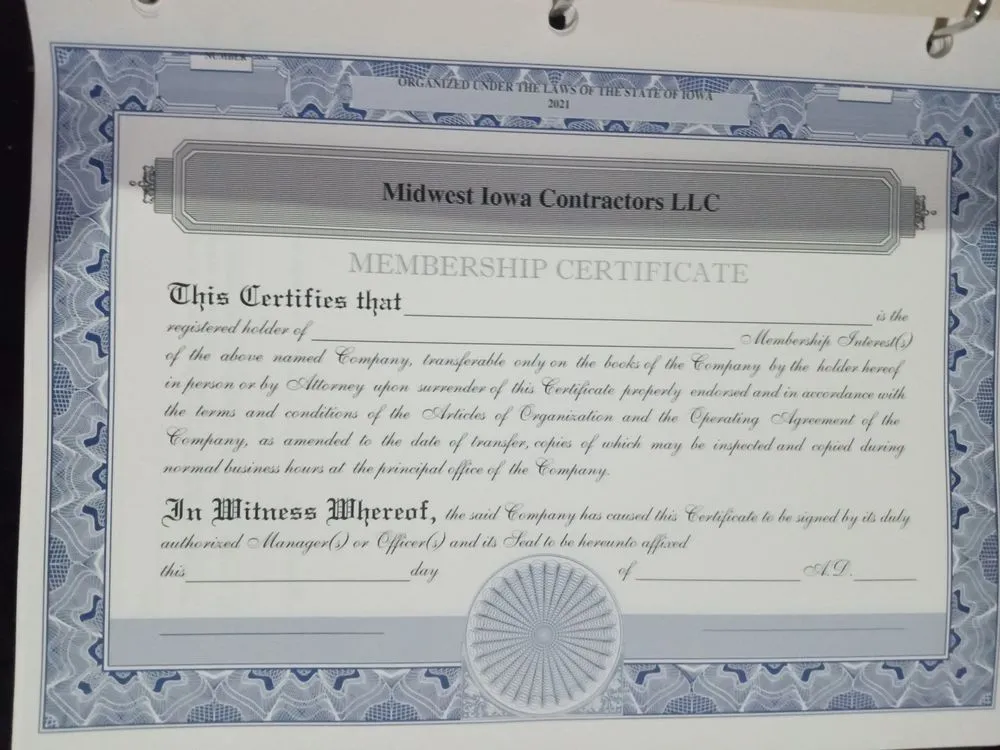 NUMBER
ORGANIZED UNDER THE LAWS OF THE STATE OF IOWA
2021
Midwest Iowa Contractors LLC
MEMBERSHIP CERTIFICATE
This Certifies that is the
registered holder of Membership Interest(s)
of the above named Company, transferable only on the books of the Company by the holder hereof
in person or by Attorney upon surrender of this Certificate properly endorsed and in accordance with
the terms and conditions of the Articles of Organization and the Operating Agreement of the
Company, as amended to the date of transfer, copies of which may be inspected and copied during
normal business hours at the principal office of the Company.
In Witness Whereof, the said Company has caused this Certificate to be signed by its duly
authorized Manager(s) or Officer(s) and its Seal to be hereunto affixed
this day of A.D.